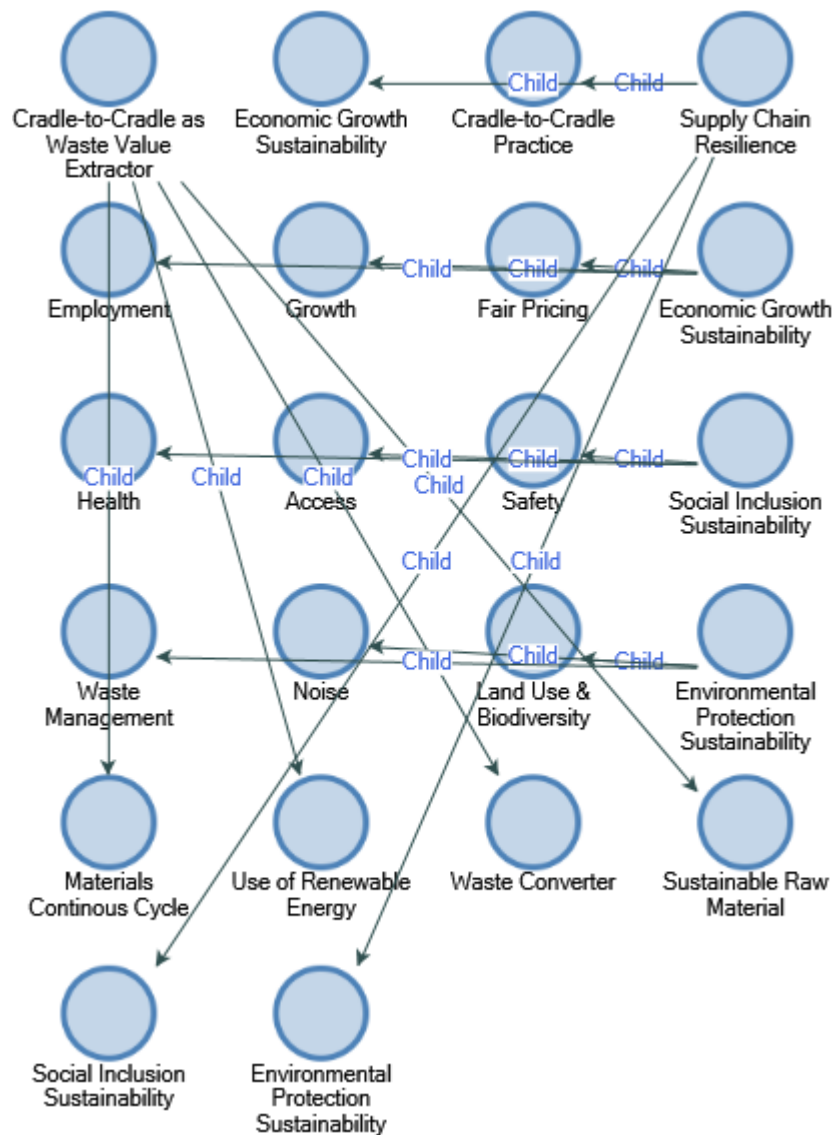 Child
Child
Cradle-to-Cradle as
Waste Value
Extractor
Economic Growth
Sustainability
Cradle-to-Cradle
Practice
Supply Chain
Resilience
Child
Child
Child
Employment
Growth
Fair Pricing
Economic Growth
Sustainability
Child
Child
Child
Child
Child
Child
Child
Health
Access
Safety
Social Inclusion
Sustainability
Child
Child
Child
Child
Child
Waste
Management
Noise
Land Use &
Biodiversity
Environmental
Protection
Sustainability
Materials
Continous Cycle
Use of Renewable
Energy
Waste Converter
Sustainable Raw
Material
Social Inclusion
Sustainability
Environmental
Protection
Sustainability